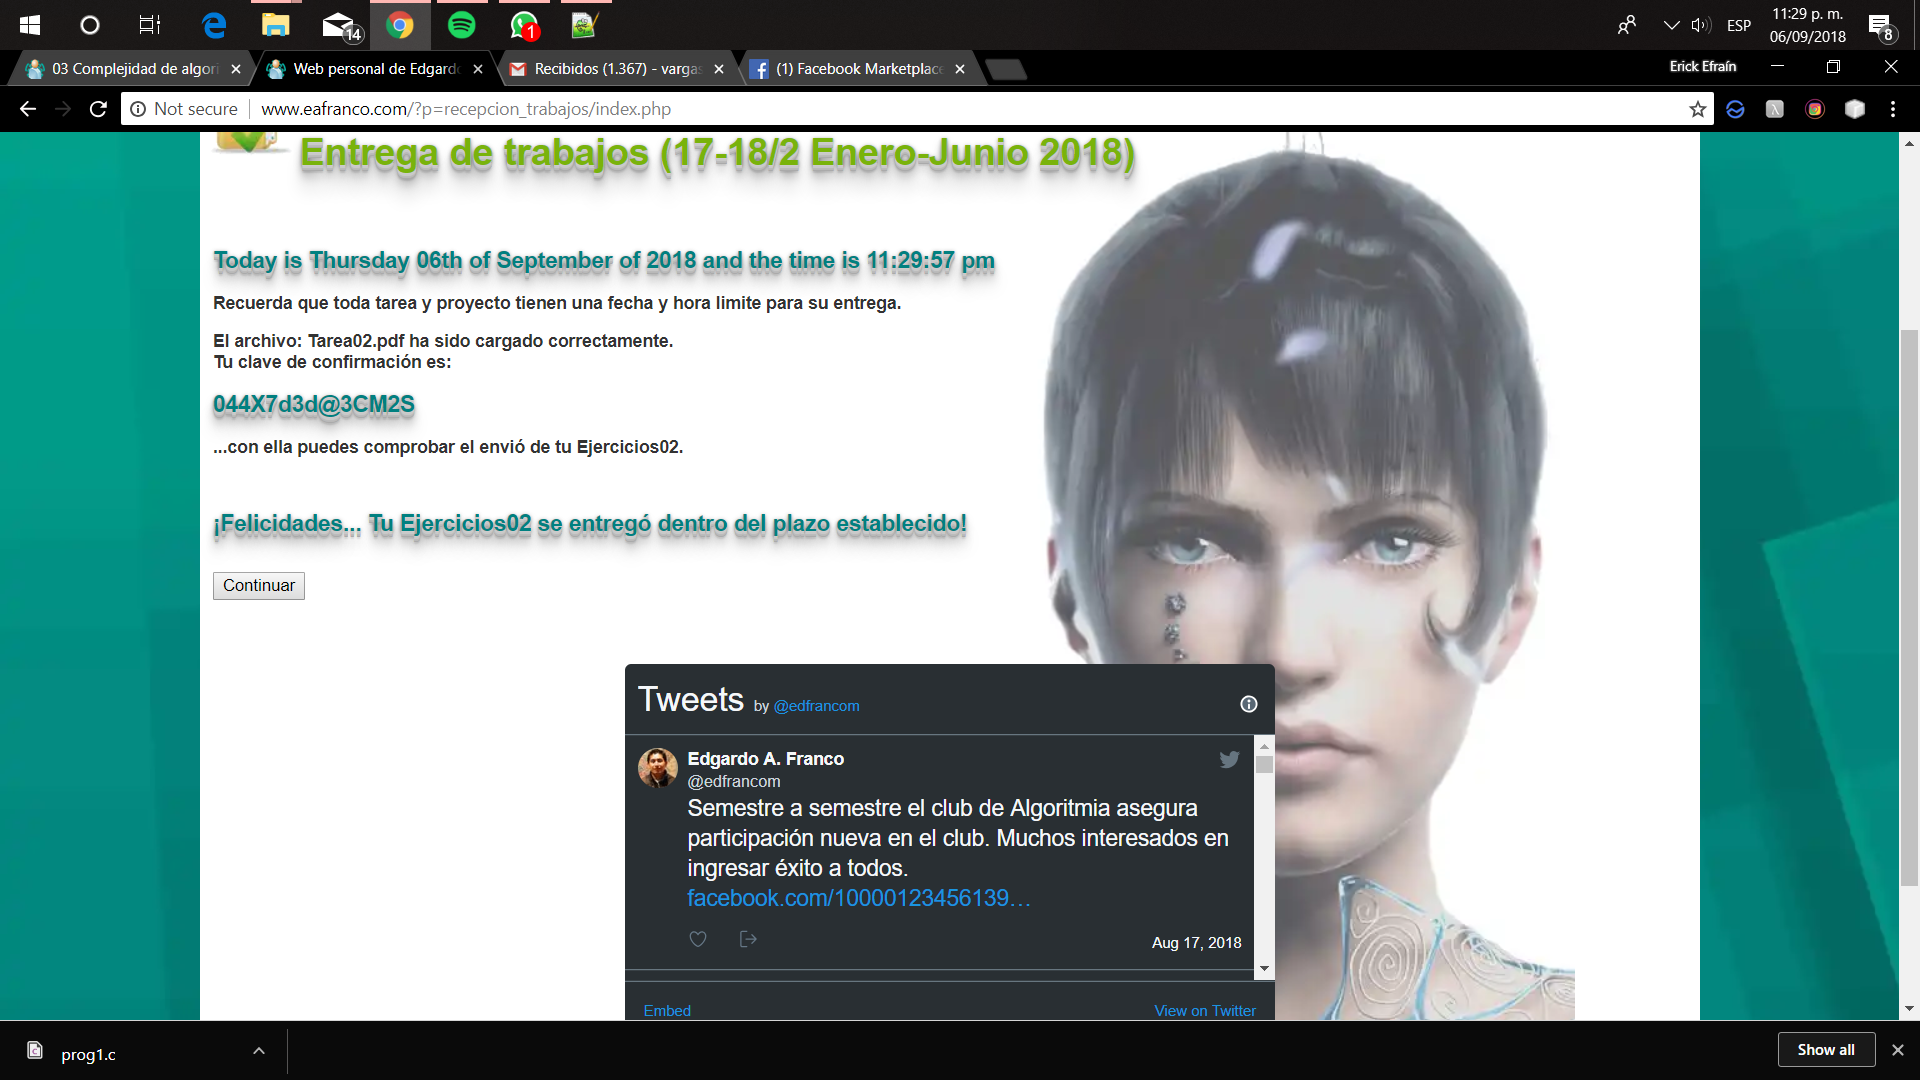 14
1
ESP
11:29 p. m.
06/09/2018
8
03 Complejidad de algori
Web personal de Edgardo
Recibidos (1.367) - vargas
(1) Facebook Marketplace
Erick Efraín
Not secure
www.eafranco.com/?p=recepcion_trabajos/index.php
Entrega de trabajos (17-18/2 Enero-Junio 2018)
Today is Thursday 06th of September of 2018 and the time is 11:29:57 pm
Recuerda que toda tarea y proyecto tienen una fecha y hora limite para su entrega.
El archivo: Tarea02.pdf ha sido cargado correctamente.
Tu clave de confirmación es:
044X7d3d@3CM2S
...con ella puedes comprobar el envió de tu Ejercicios02.
¡Felicidades... Tu Ejercicios02 se entregó dentro del plazo establecido!
Continuar
Tweets by @edfrancom
Edgardo A. Franco
@edfrancom
Semestre a semestre el club de Algoritmia asegura
participación nueva en el club. Muchos interesados en
ingresar éxito a todos.
facebook.com/10000123456139…
Aug 17, 2018
Embed
View on Twitter
prog1.c
Show all